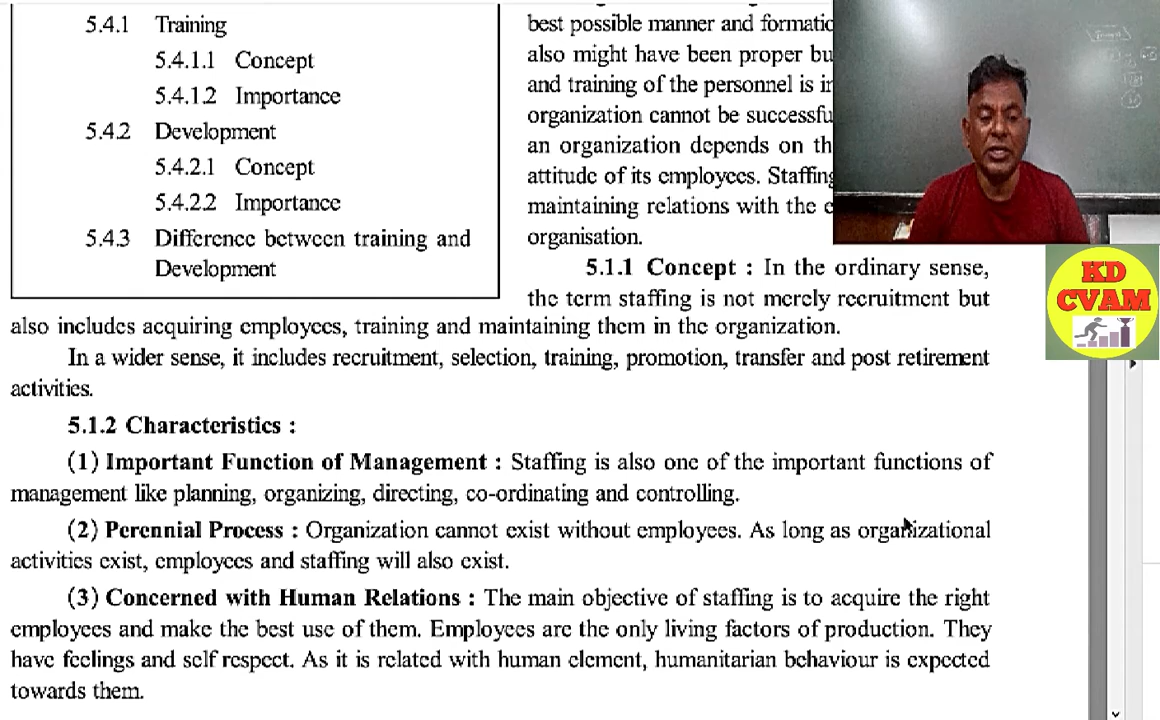 5.4.1 Training
5.4.1.1 Concept
5.4.1.2 Importance
5.4.2 Development
5.4.2.1 Concept
5.4.2.2 Importance
5.4.3 Difference between training and
Development
best possible manner and
also might have been proper
and training of the personnel is
organization cannot be
an organization depends on
attitude of its employees. Staffing
maintaining relations with the
organisation.
5.1.1 Concept : In the ordinary sense,
the term staffing is not merely recruitment but
also includes acquiring employees, training and maintaining them in the organization.
In a wider sense, it includes recruitment, selection, training, promotion, transfer and post retirement
activities.
5.1.2 Characteristics :
(1) Important Function of Management : Staffing is also one of the important functions of
management like planning, organizing, directing, co-ordinating and controlling.
(2) Perennial Process : Organization cannot exist without employees. As long as organizational
activities exist, employees and staffing will also exist.
(3) Concerned with Human Relations : The main objective of staffing is to acquire the right
employees and make the best use of them. Employees are the only living factors of production. They
have feelings and self respect. As it is related with human element, humanitarian behaviour is expected
towards them.
KD
CVAM